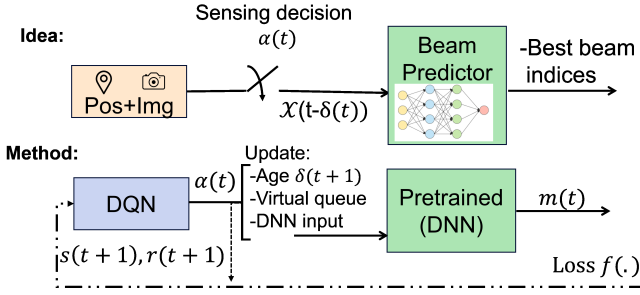 Idea:
Sensing decision
α(t)
Pos+Img
𝒳(t-δ(t))
Beam
Predictor
-Best beam
indices
Method:
DQN
α(t)
Update:
-Age δ(t + 1)
-Virtual queue
-DNN input
Pretrained
(DNN)
m(t)
s(t + 1), r(t + 1)
Loss f(.)